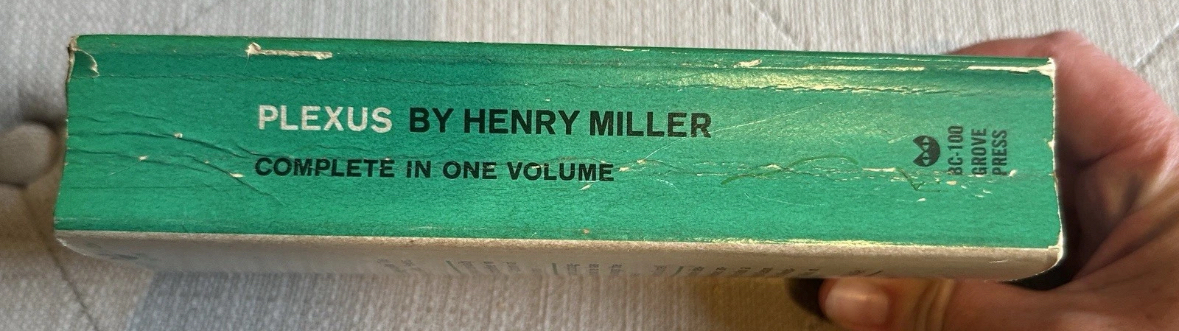 PLEXUS BY HENRY MILLER
COMPLETE IN ONE VOLUME
BC-100
GROVE
PRESS